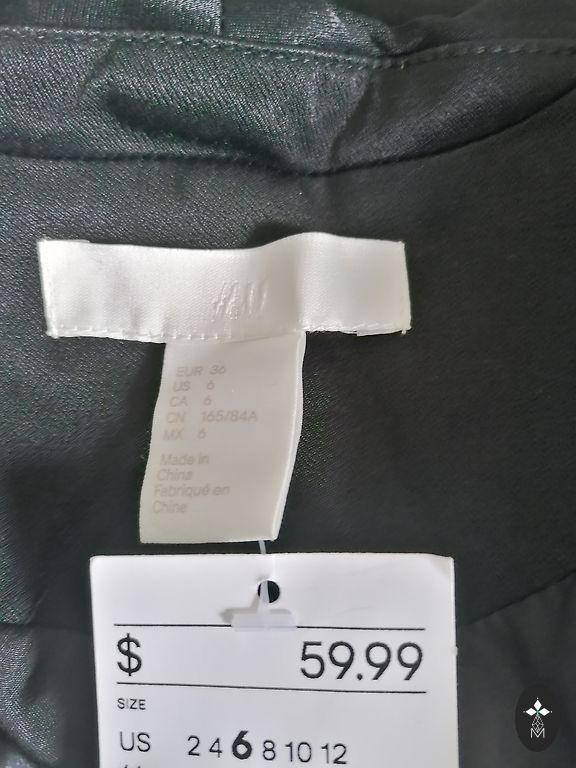 H&M
EUR 36
US 6
CA 6
CN 165/84A
MX 6
Made in
China
Fabriqué en
Chine
$ 59.99
SIZE
US 2 4 6 8 10 12